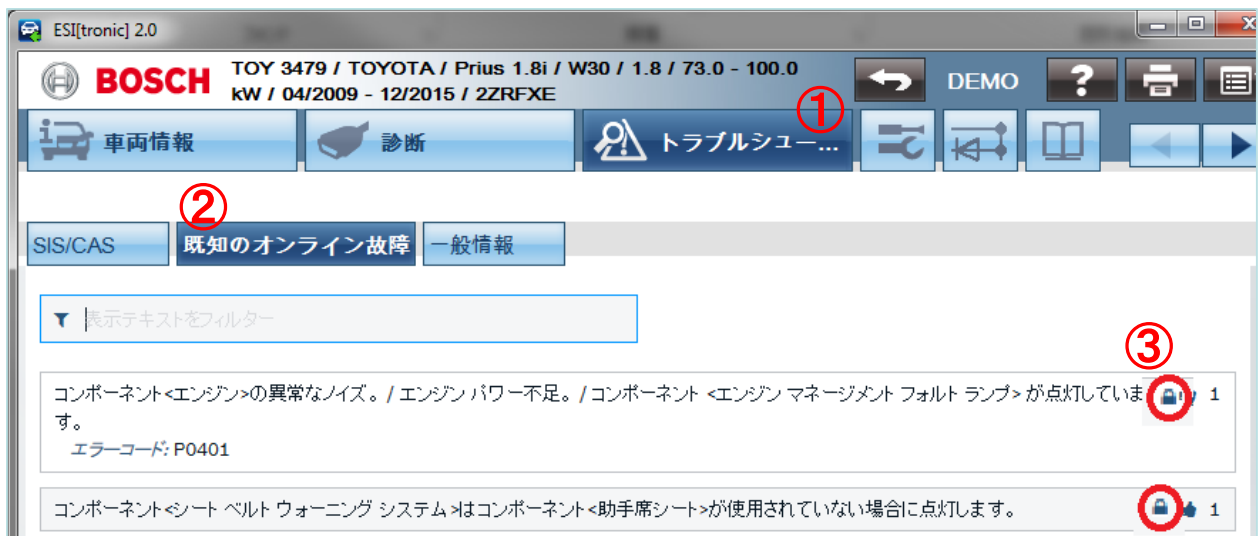 ESI[tronic] 2.0
BOSCH
TOY 3479 / TOYOTA / Prius 1.8i / W30 / 1.8 / 73.0 - 100.0
kW / 04/2009 - 12/2015 / 2ZRFXE
DEMO
?
①
車両情報
診断
トラブルシュー...
②
SIS/CAS
既知のオンライン故障
一般情報
表示テキストをフィルター
③
コンポーネント<エンジン>の異常なノイズ。 / エンジン パワー不足。 / コンポーネント <エンジン マネージメント フォルト ランプ> が点灯していま
1
す。
エラーコード: P0401
コンポーネント<シート ベルト ウォーニング システム>はコンポーネント<助手席シート>が使用されていない場合に点灯します。
1